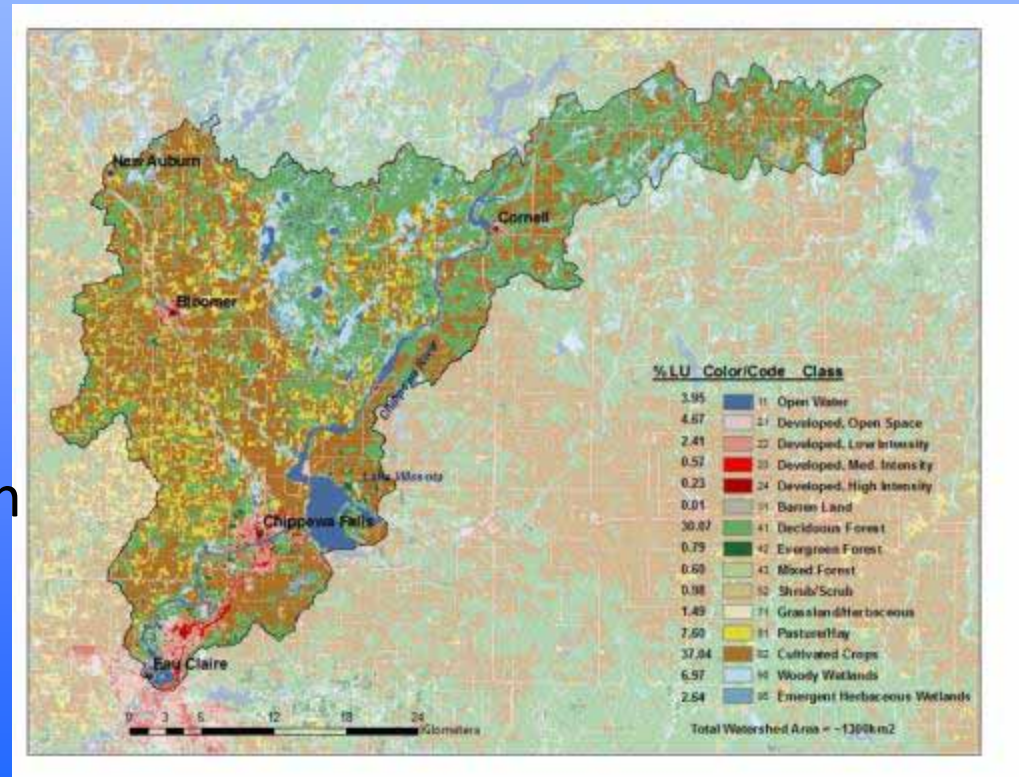 New Auburn
Cornell
Bloomer
Chippewa River
Lake Wissota
Chippewa Falls
Eau Claire
n
% LU Color/Code Class
3.95 11 Open Water
4.67 21 Developed, Open Space
2.41 22 Developed, Low Intensity
0.57 23 Developed, Med. Intensity
0.23 24 Developed, High Intensity
0.01 31 Barren Land
30.07 41 Deciduous Forest
0.79 42 Evergreen Forest
0.60 43 Mixed Forest
0.98 52 Shrub/Scrub
1.49 71 Grassland/Herbaceous
7.60 81 Pasture/Hay
37.04 82 Cultivated Crops
6.97 90 Woody Wetlands
2.64 95 Emergent Herbaceous Wetlands
Total Watershed Area = ~1300km2
0 3 6 12 18 24
Kilometers